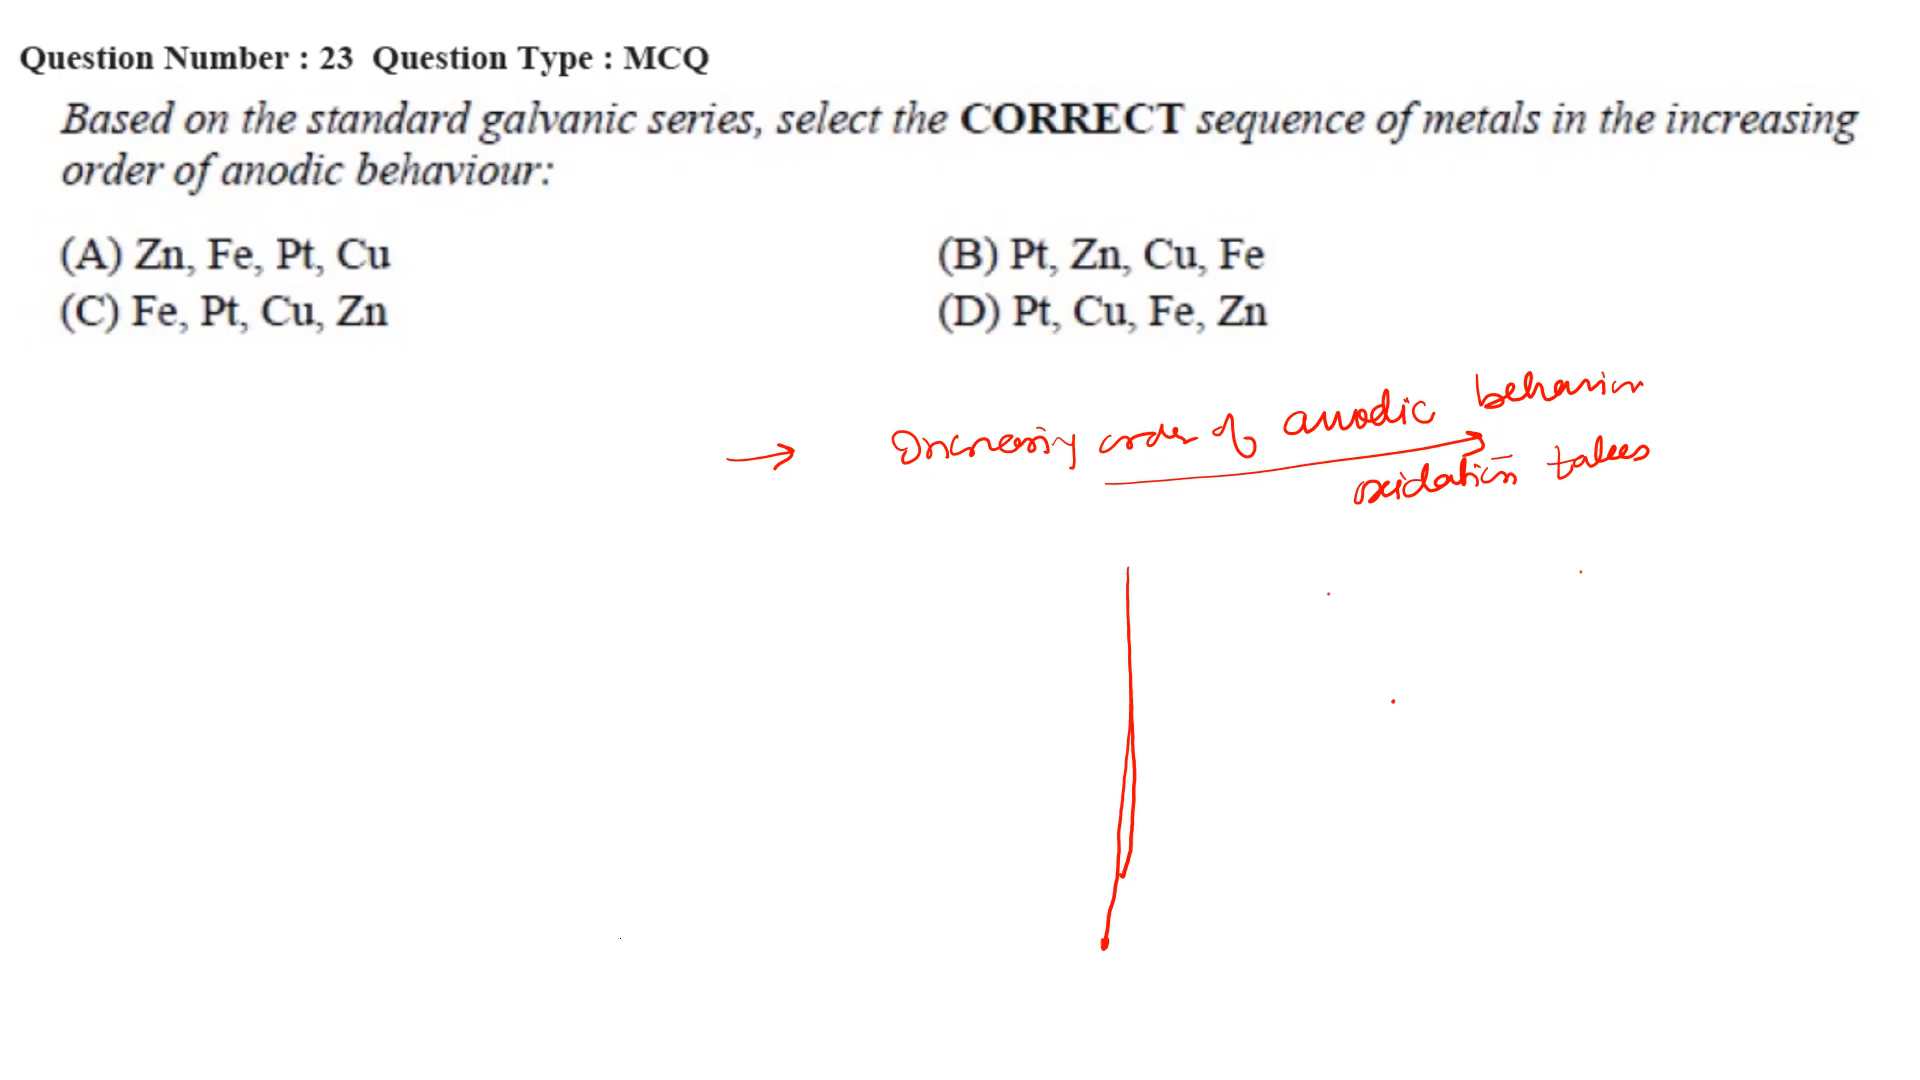 Question Number : 23 Question Type : MCQ
Based on the standard galvanic series, select the CORRECT sequence of metals in the increasing
order of anodic behaviour:
(A) Zn, Fe, Pt, Cu
(B) Pt, Zn, Cu, Fe
(C) Fe, Pt, Cu, Zn
(D) Pt, Cu, Fe, Zn
→ Increasing order of anodic behavior
oxidation takes